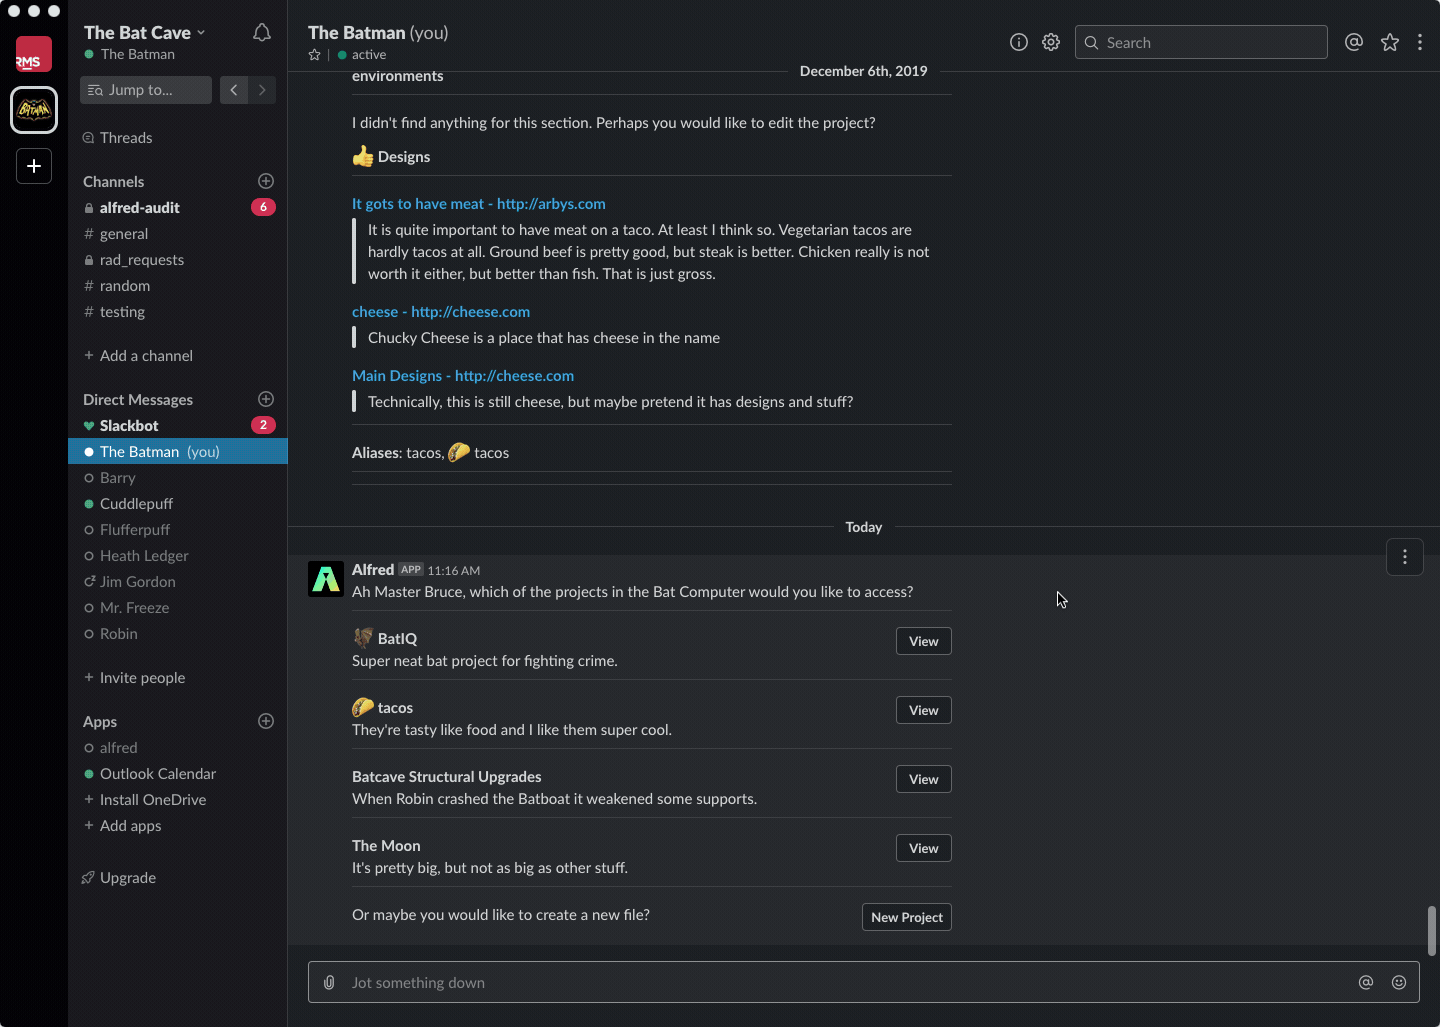 RMS
BATMAN
The Bat Cave
The Batman
Jump to...
Threads
Channels
alfred-audit 6
# general
rad_requests
# random
# testing
+ Add a channel
Direct Messages
Slackbot 2
The Batman (you)
Barry
Cuddlepuff
Flufferpuff
Heath Ledger
Jim Gordon
Mr. Freeze
Robin
+ Invite people
Apps
alfred
Outlook Calendar
+ Install OneDrive
+ Add apps
Upgrade
The Batman (you)
active
Search
December 6th, 2019
environments
I didn't find anything for this section. Perhaps you would like to edit the project?
Designs
It gots to have meat - http://arbys.com
It is quite important to have meat on a taco. At least I think so. Vegetarian tacos are
hardly tacos at all. Ground beef is pretty good, but steak is better. Chicken really is not
worth it either, but better than fish. That is just gross.
cheese - http://cheese.com
Chucky Cheese is a place that has cheese in the name
Main Designs - http://cheese.com
Technically, this is still cheese, but maybe pretend it has designs and stuff?
Aliases: tacos, tacos
Today
Alfred APP 11:16 AM
Ah Master Bruce, which of the projects in the Bat Computer would you like to access?
BatIQ
View
Super neat bat project for fighting crime.
tacos
View
They're tasty like food and I like them super cool.
Batcave Structural Upgrades
View
When Robin crashed the Batboat it weakened some supports.
The Moon
View
It's pretty big, but not as big as other stuff.
Or maybe you would like to create a new file?
New Project
Jot something down